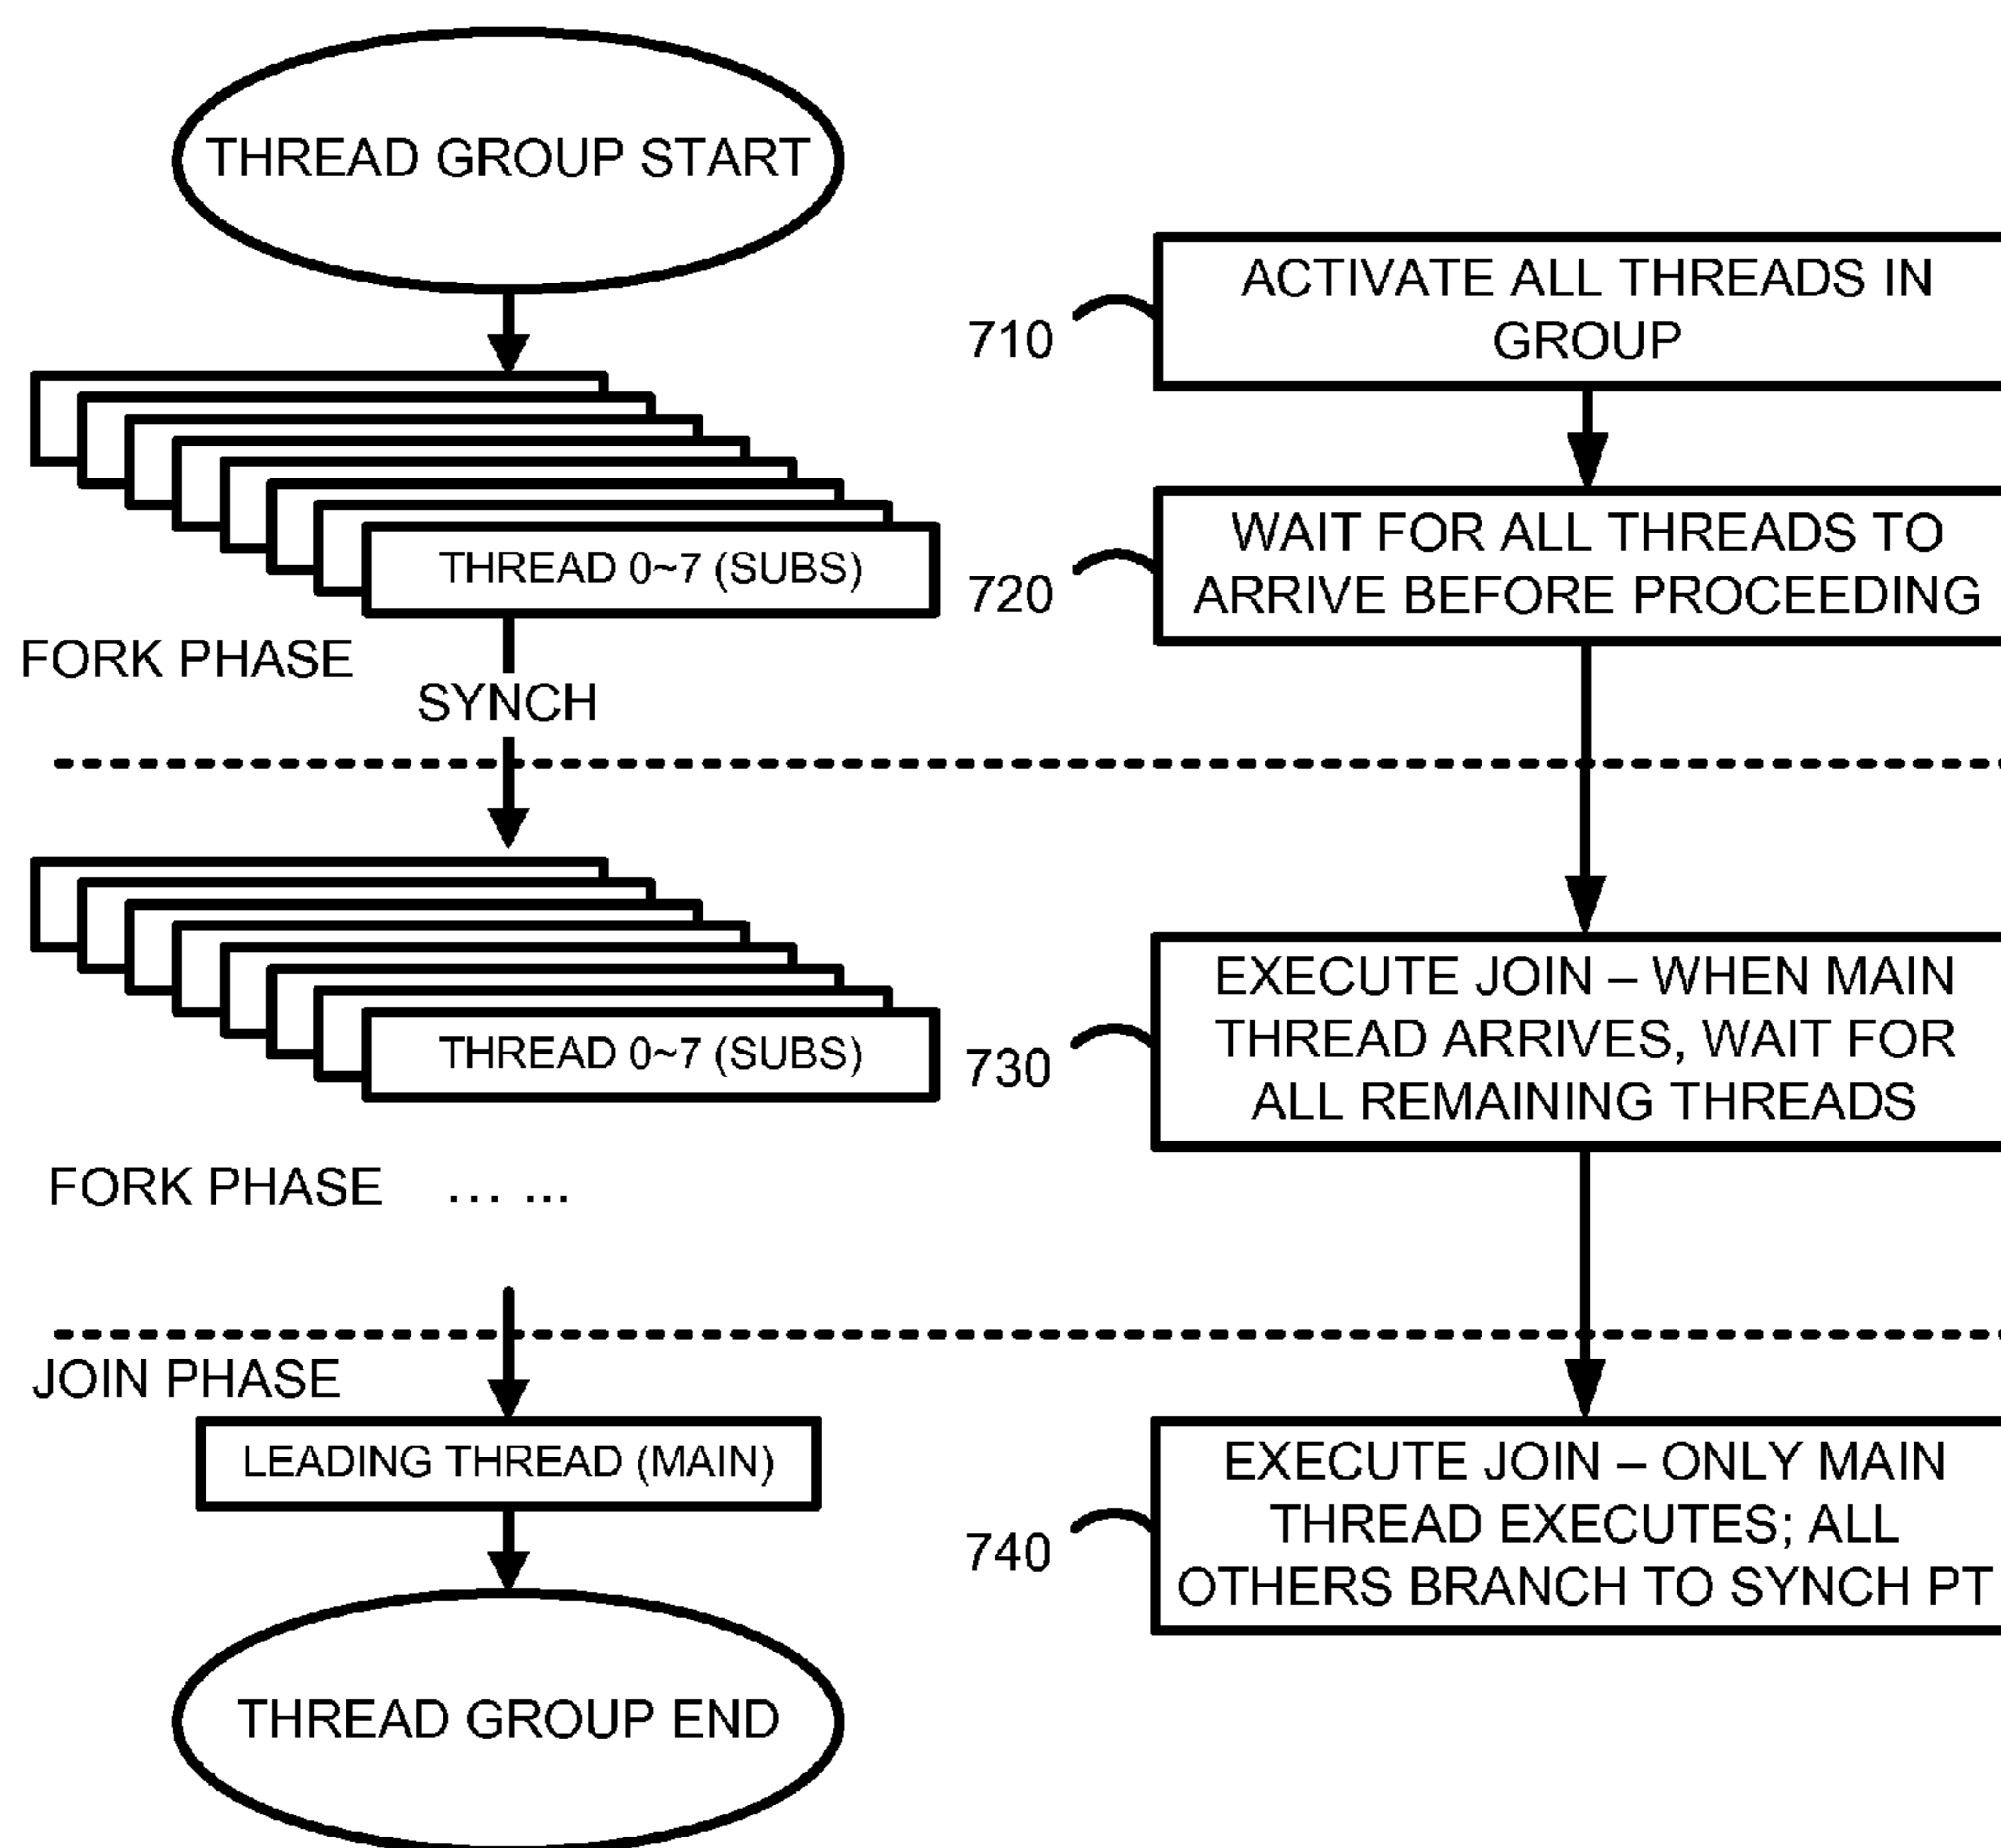 THREAD GROUP START
THREAD 0~7 (SUBS)
FORK PHASE
SYNCH
THREAD 0~7 (SUBS)
FORK PHASE ... ...
JOIN PHASE
LEADING THREAD (MAIN)
THREAD GROUP END
710
ACTIVATE ALL THREADS IN
GROUP
720
WAIT FOR ALL THREADS TO
ARRIVE BEFORE PROCEEDING
730
EXECUTE JOIN – WHEN MAIN
THREAD ARRIVES, WAIT FOR
ALL REMAINING THREADS
740
EXECUTE JOIN – ONLY MAIN
THREAD EXECUTES; ALL
OTHERS BRANCH TO SYNCH PT